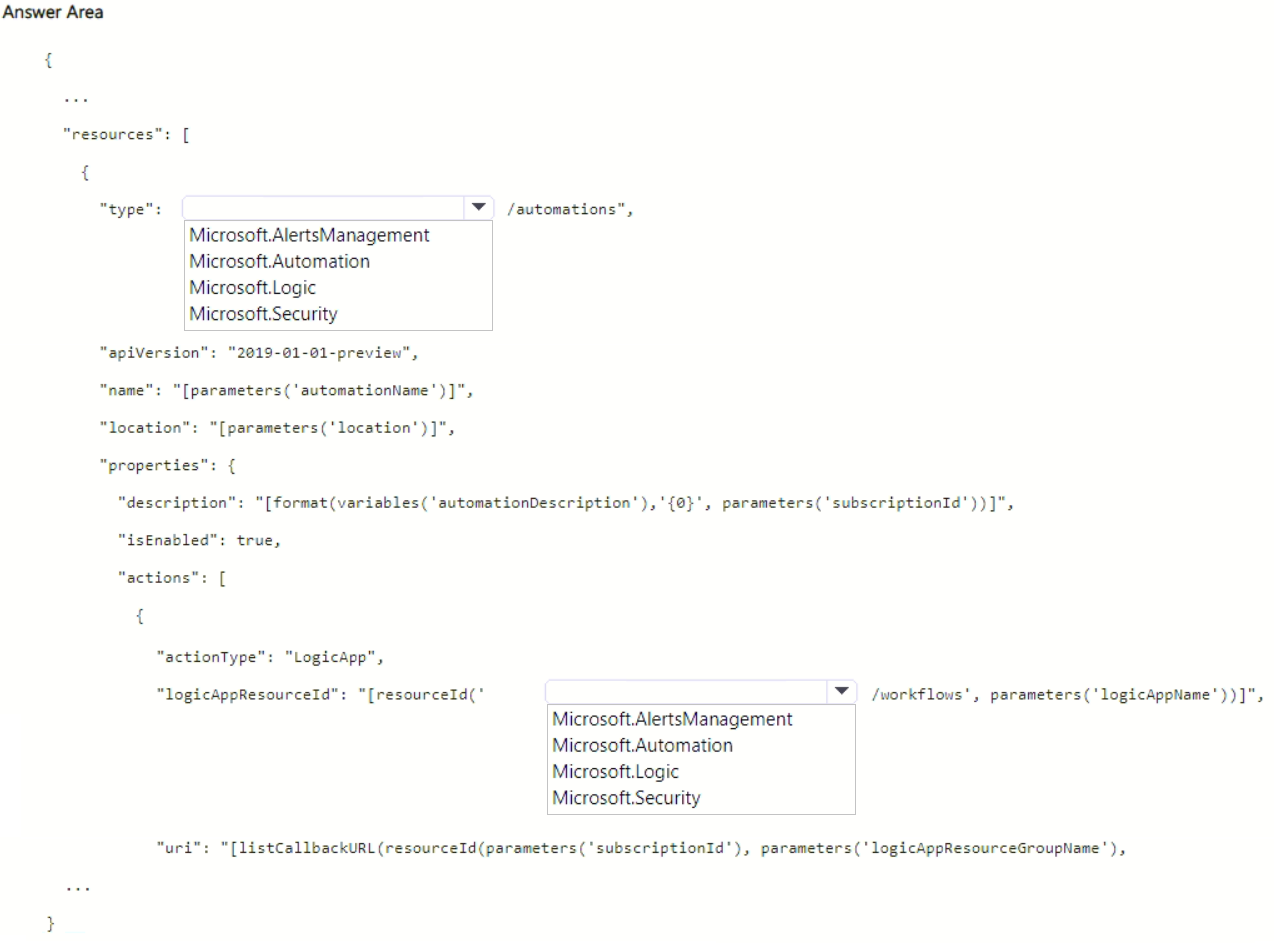 Answer Area
{
...
"resources": [
{
"type": /automations",
Microsoft.AlertsManagement
Microsoft.Automation
Microsoft.Logic
Microsoft.Security
"apiVersion": "2019-01-01-preview",
"name": "[parameters('automationName')]",
"location": "[parameters('location')]",
"properties": {
"description": "[format(variables('automationDescription'),'{0}', parameters('subscriptionId'))]",
"isEnabled": true,
"actions": [
{
"actionType": "LogicApp",
"logicAppResourceId": "[resourceId(' /workflows', parameters('logicAppName'))]",
Microsoft.AlertsManagement
Microsoft.Automation
Microsoft.Logic
Microsoft.Security
"uri": "[listCallbackURL(resourceId(parameters('subscriptionId'), parameters('logicAppResourceGroupName'),
...
}